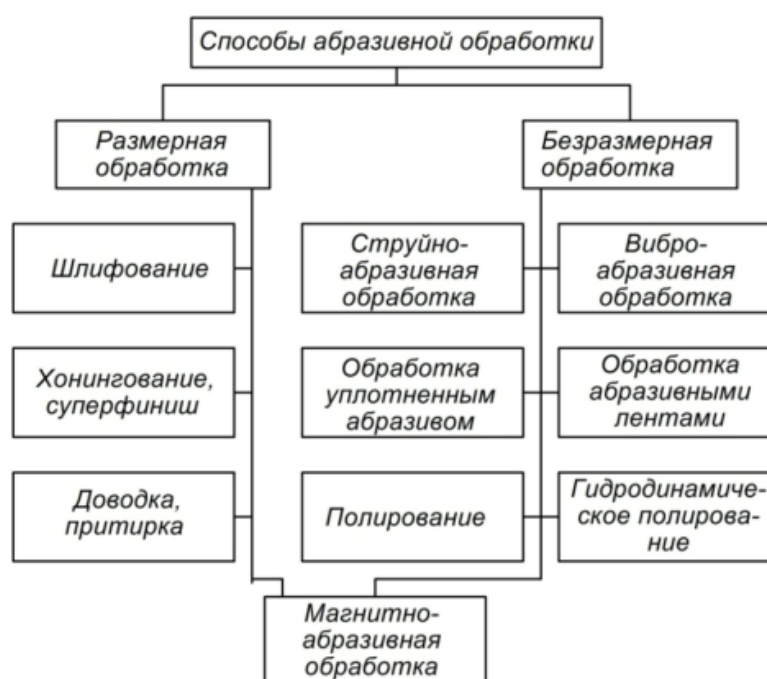 Способы абразивной обработки
Размерная
обработка
Безразмерная
обработка
Шлифование
Струйно-
абразивная
обработка
Вибро-
абразивная
обработка
Хонингование,
суперфиниш
Обработка
уплотненным
абразивом
Обработка
абразивными
лентами
Доводка,
притирка
Полирование
Гидродинамиче-
ское полирова-
ние
Магнитно-
абразивная
обработка